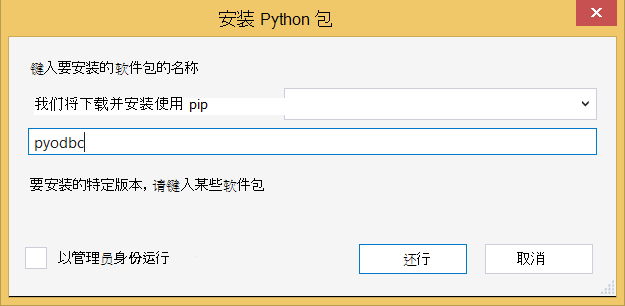 安装 Python 包
键入要安装的软件包的名称
我们将下载并安装使用 pip
pyodbc
要安装的特定版本，请键入某些软件包
以管理员身份运行
还行
取消